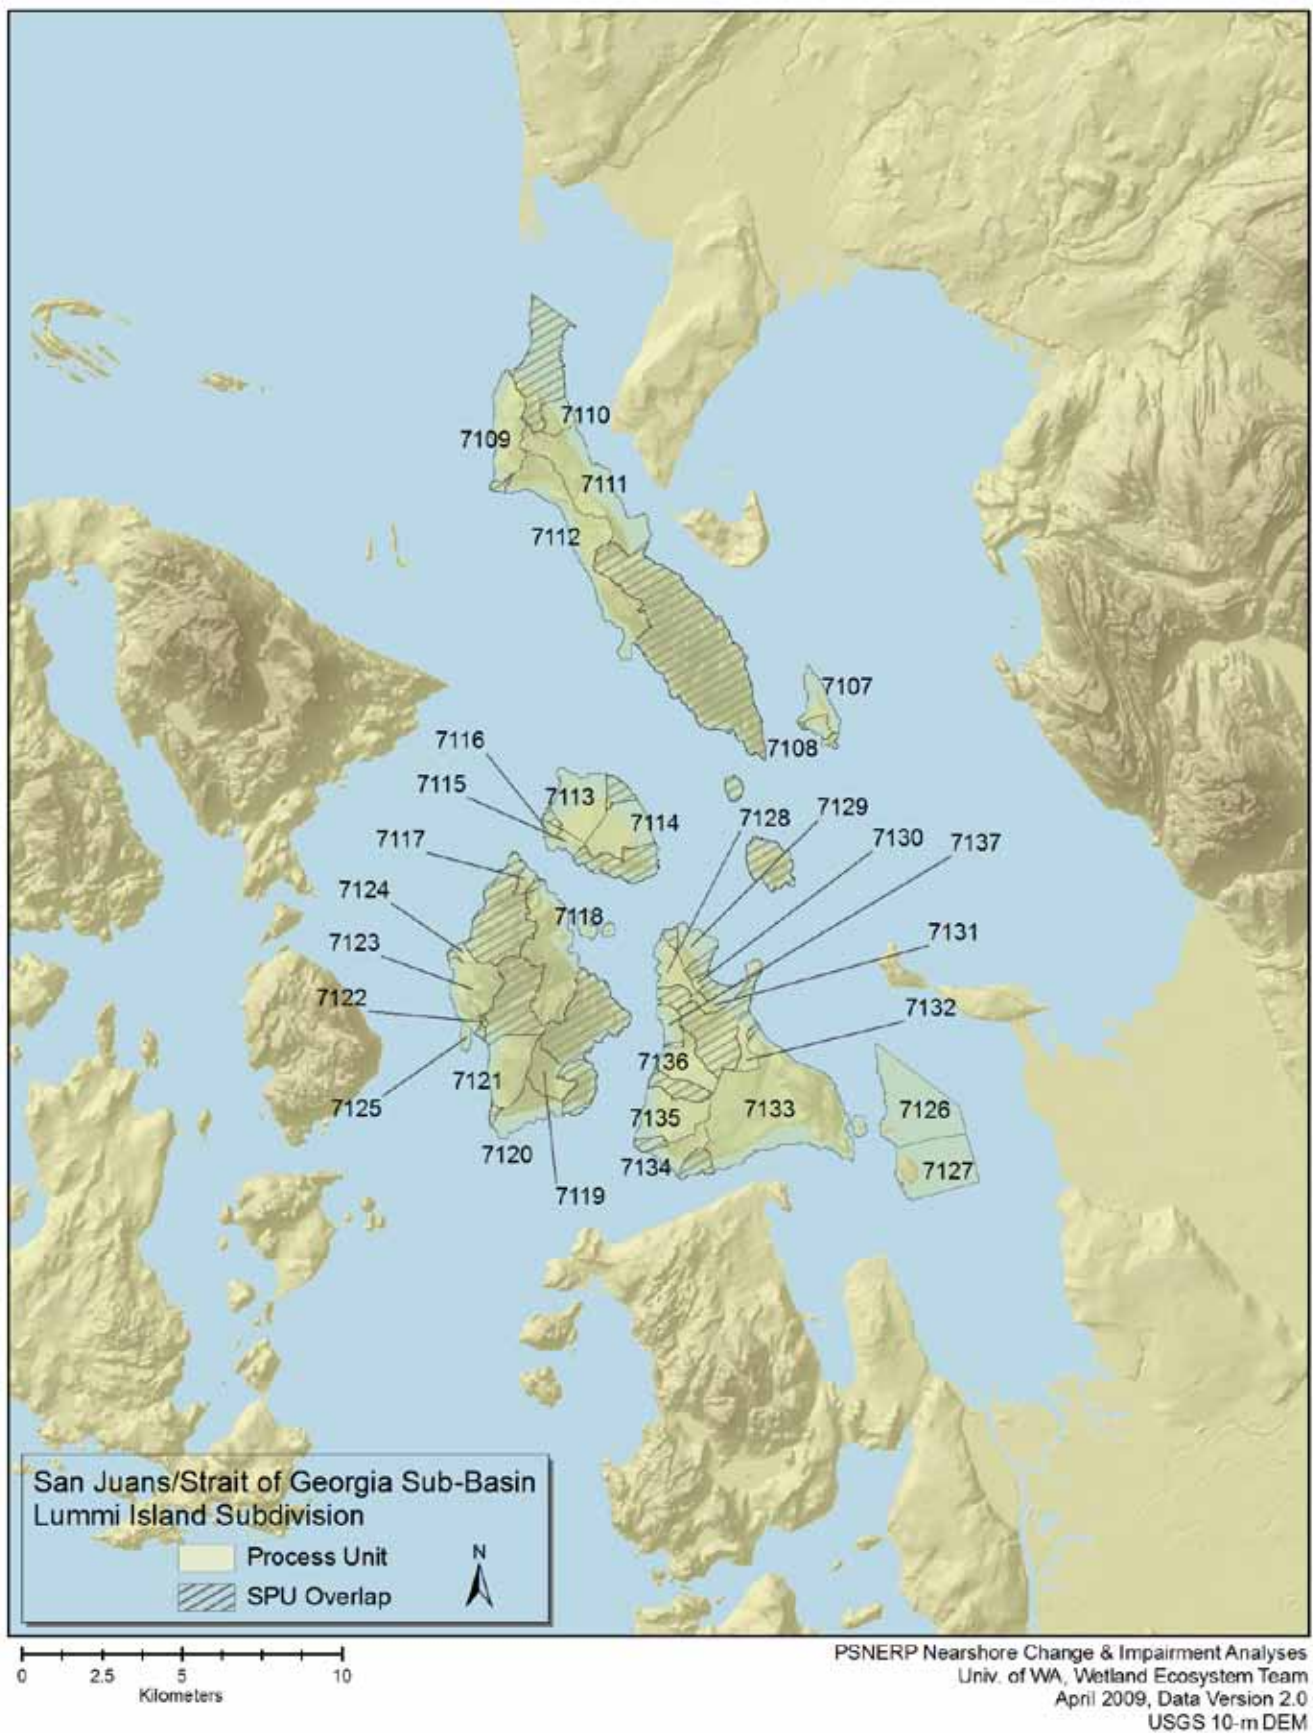 7110
7109
7111
7112
7107
7116
7108
7115
7113
7128
7129
7114
7130
7137
7117
7124
7118
7131
7123
7122
7132
7136
7121
7125
7135
7133
7126
7120
7134
7127
7119
San Juans/Strait of Georgia Sub-Basin
Lummi Island Subdivision
Process Unit
N
SPU Overlap
0 2.5 5 10
Kilometers
PSNERP Nearshore Change & Impairment Analyses
Univ. of WA, Wetland Ecosystem Team
April 2009, Data Version 2.0
USGS 10-m DEM